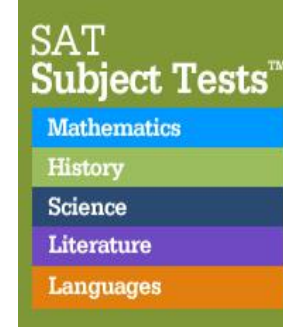 SAT
Subject Tests™
Mathematics
History
Science
Literature
Languages